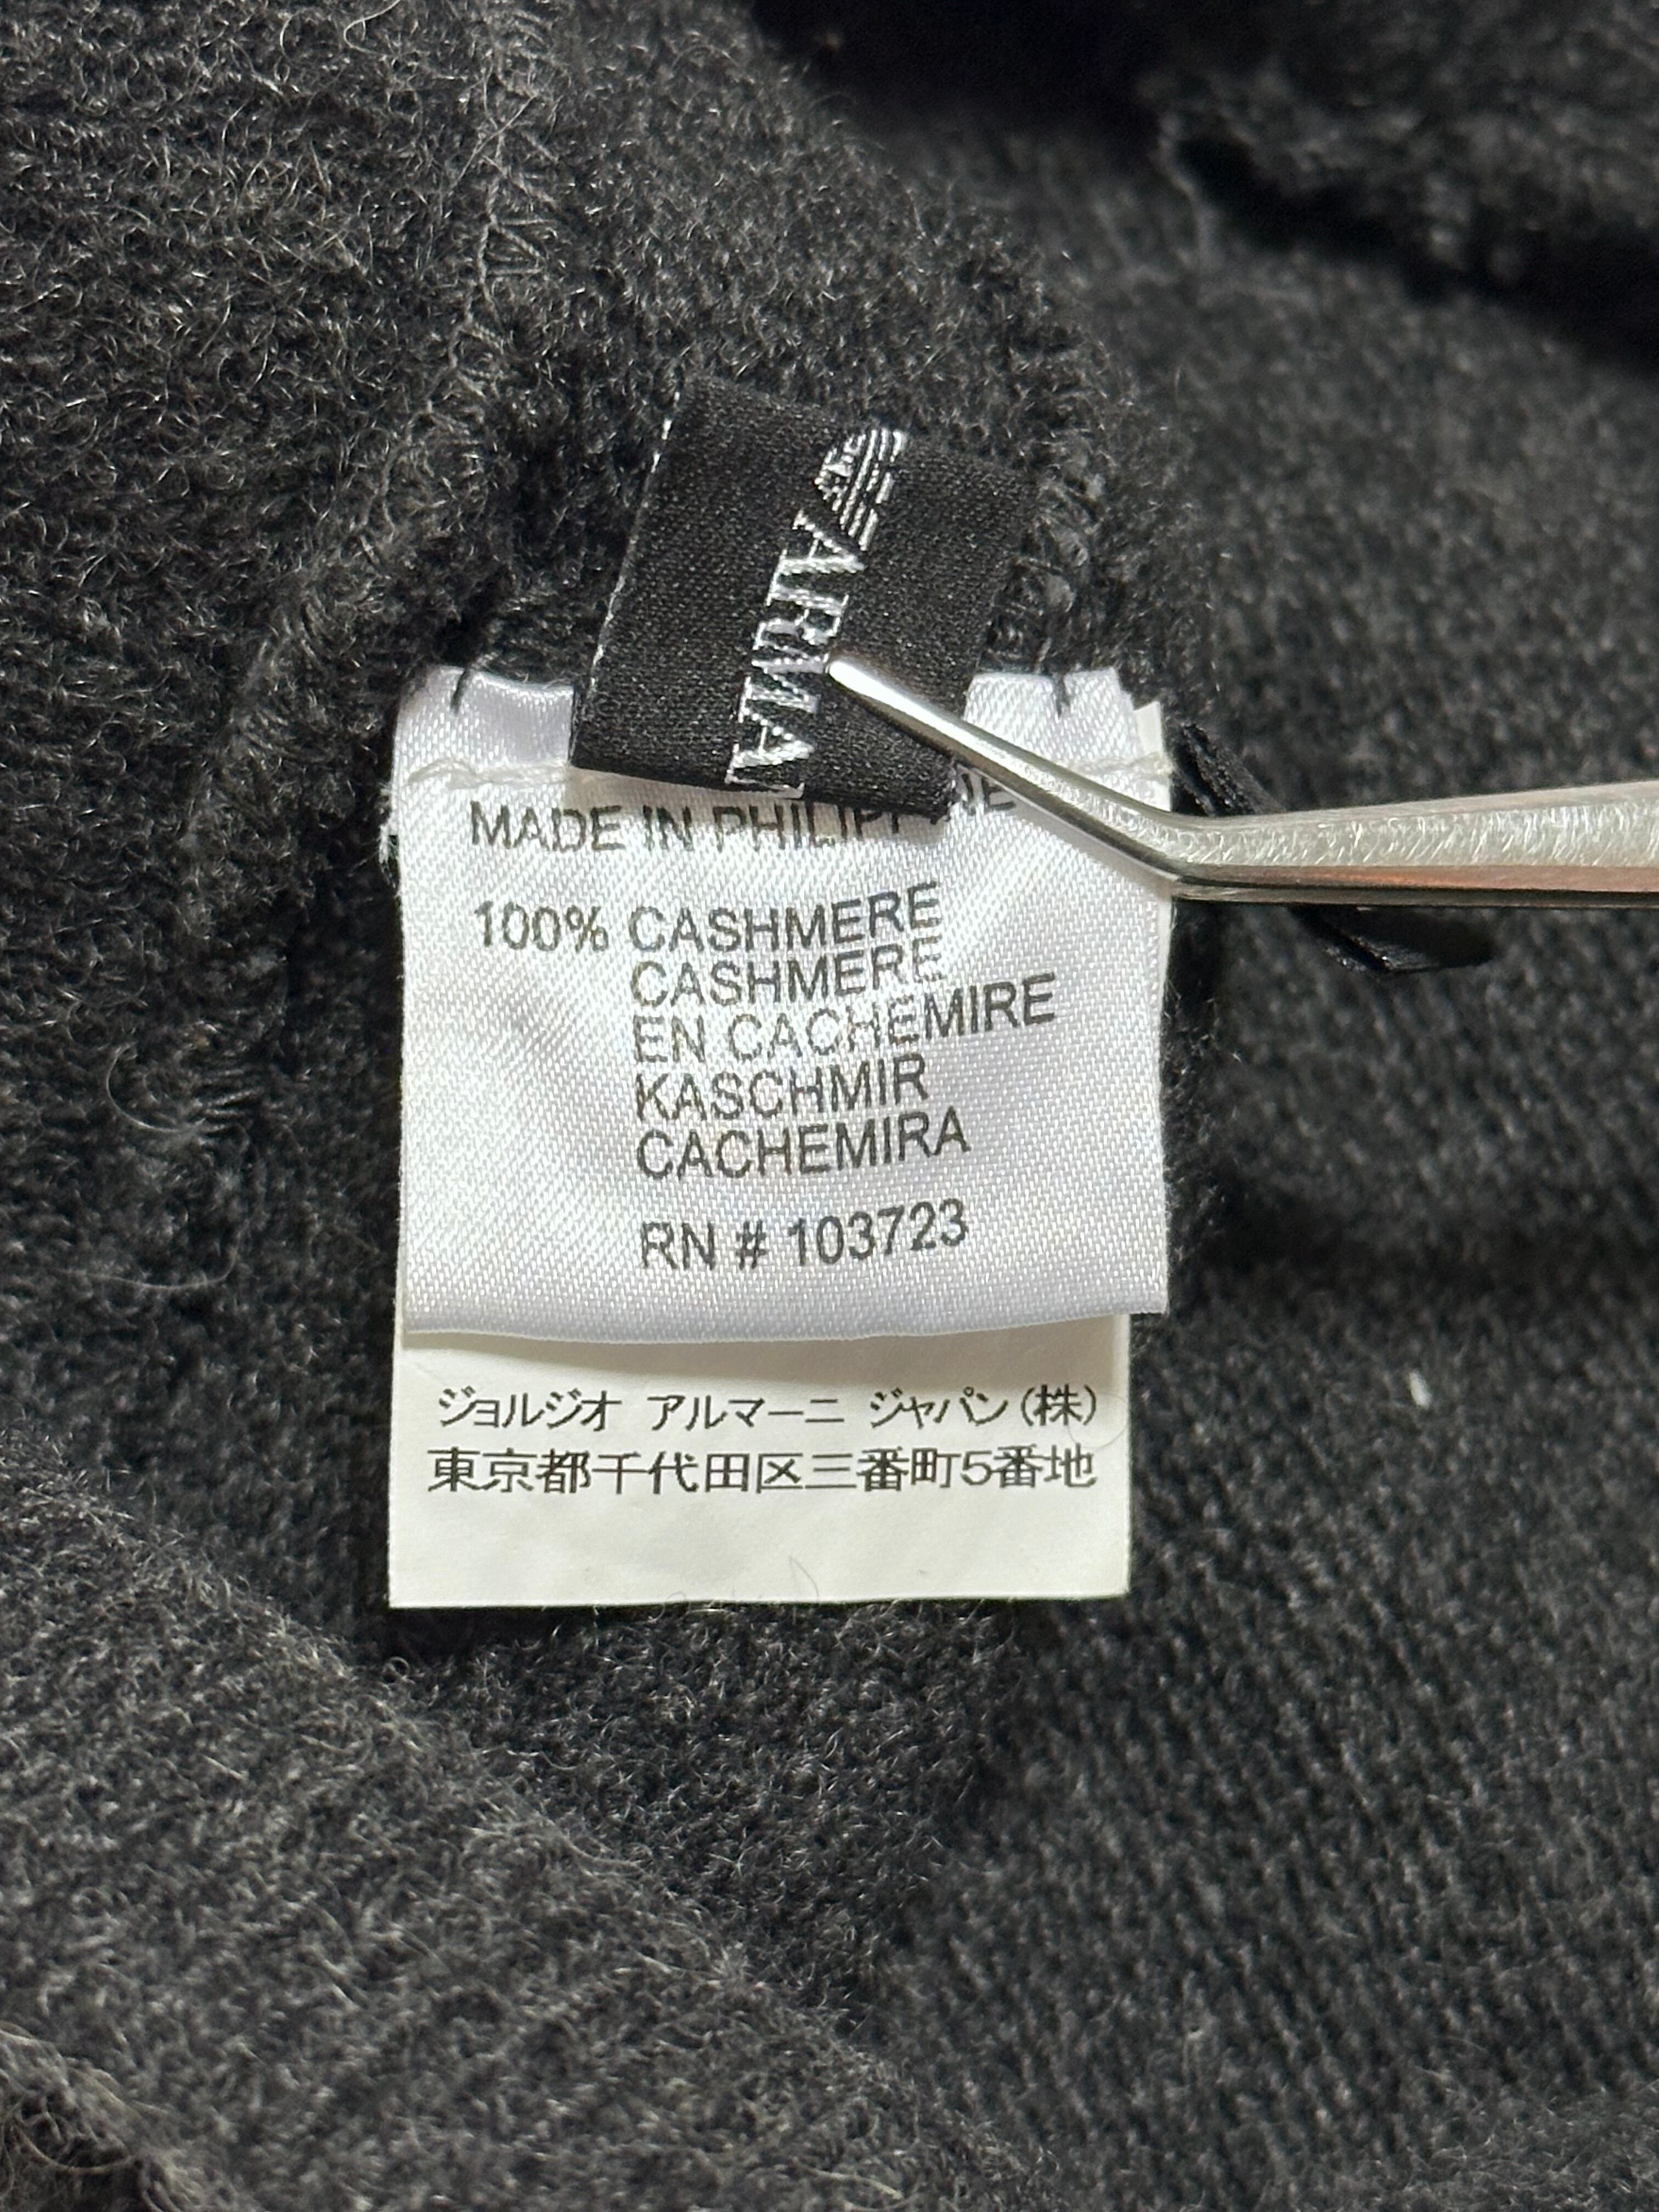 ARMA
MADE IN
100% CASHMERE
CASHMERE
EN CACHEMIRE
KASCHMIR
CACHEMIRA
RN # 103723
ジョルジオ アルマーニ ジャパン(株)
東京都千代田区三番町5番地